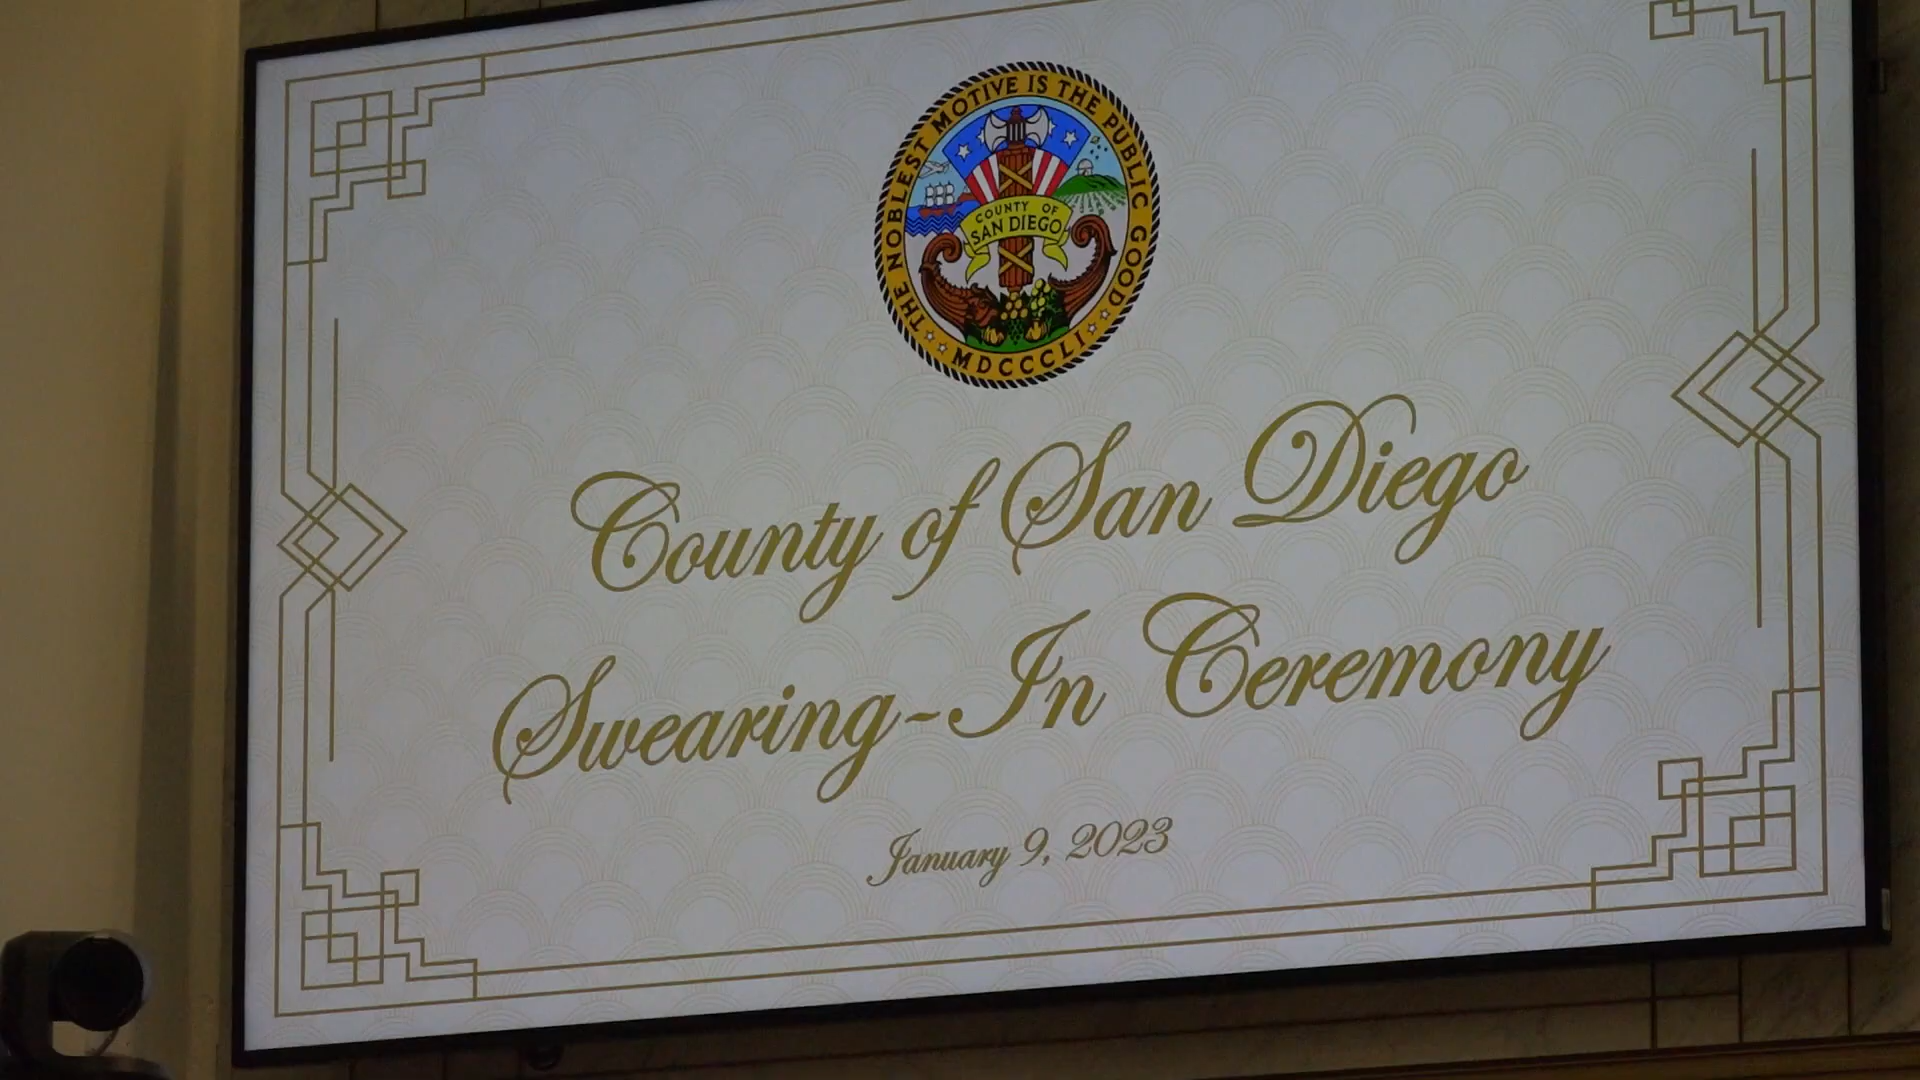 THE NOBLEST MOTIVE IS THE PUBLIC GOOD
COUNTY OF
SAN DIEGO
MDCCCLI
County of San Diego
Swearing-In Ceremony
January 9, 2023